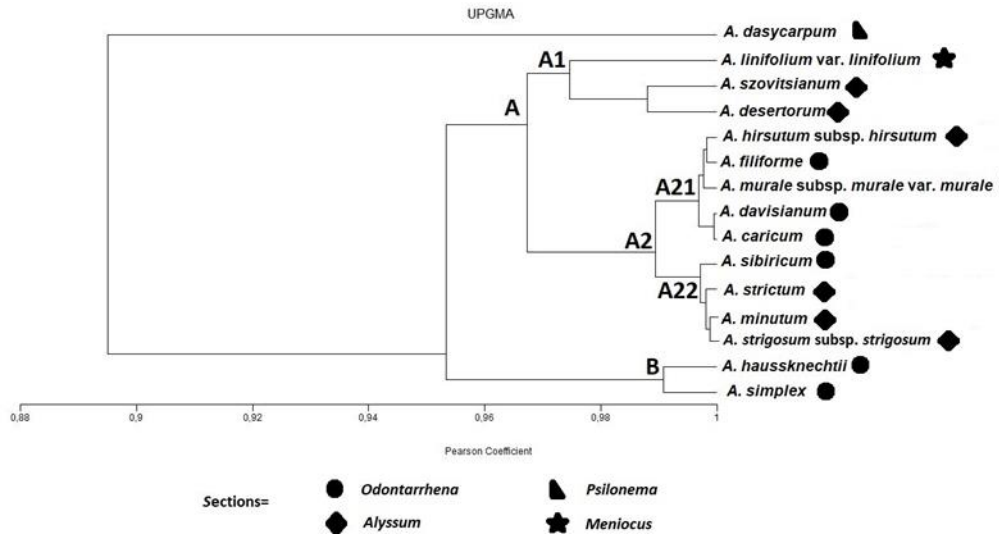 UPGMA
A. dasycarpum
A1
A. linifolium var. linifolium
A. szovitsianum
A
A. desertorum
A. hirsutum subsp. hirsutum
A. filiforme
A21
A. murale subsp. murale var. murale
A. davisianum
A2
A. caricum
A. sibiricum
A22
A. strictum
A. minutum
A. strigosum subsp. strigosum
B
A. haussknechtii
A. simplex
0,88 0,9 0,92 0,94 0,96 0,98 1
Pearson Coefficient
Sections=
Odontarrhena
Psilonema
Alyssum
Meniocus